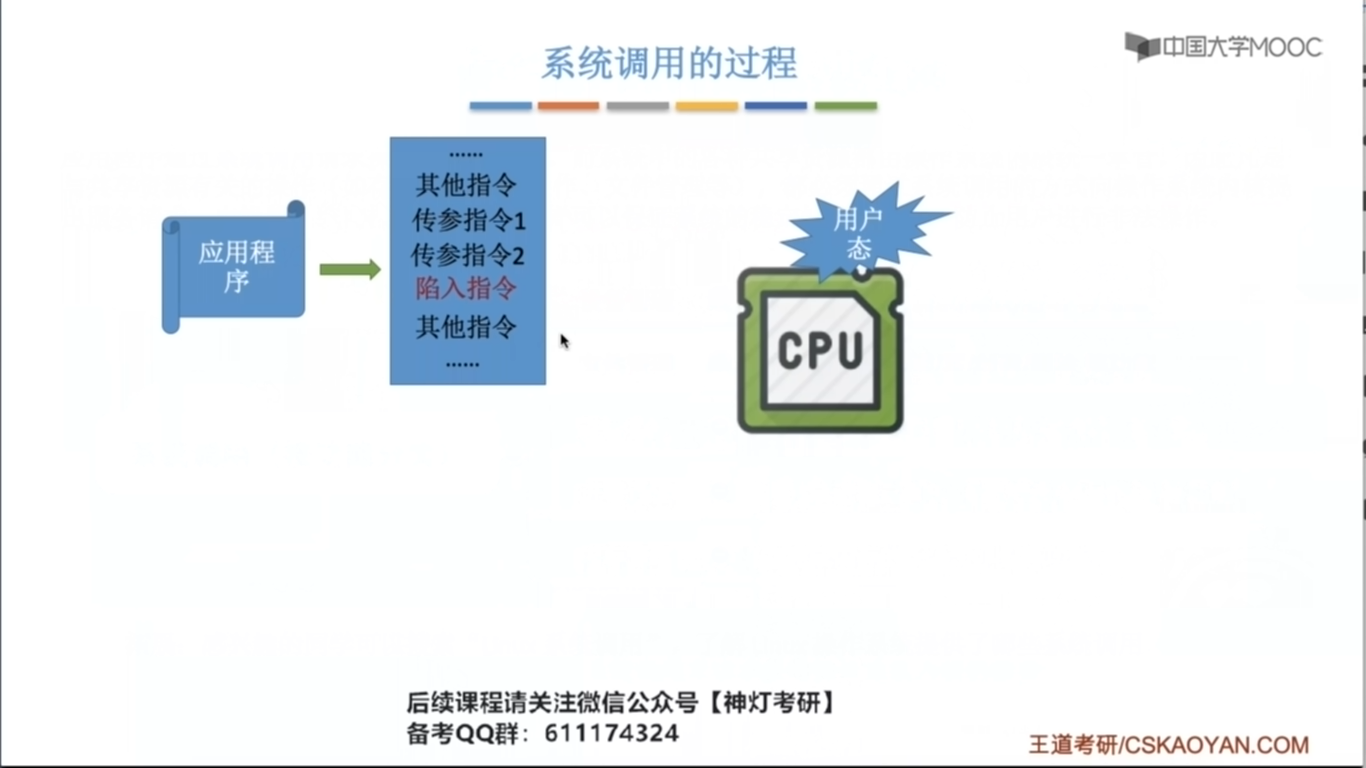 系统调用的过程
中国大学MOOC
应用程
序
......
其他指令
传参指令1
传参指令2
陷入指令
其他指令
......
用户
态
CPU
后续课程请关注微信公众号【神灯考研】
备考QQ群：611174324
王道考研/CSKAOYAN.COM